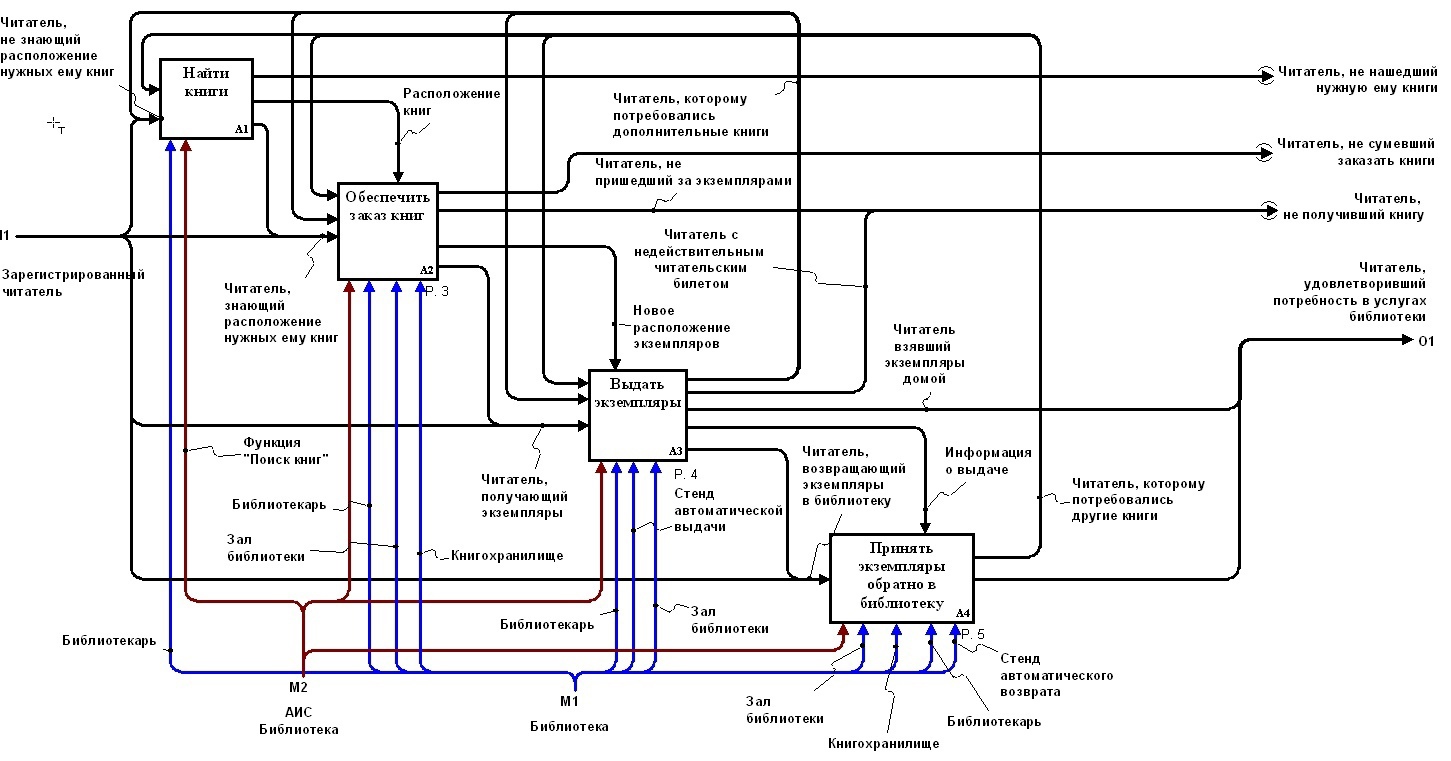 Читатель,
не знающий
расположение
нужных ему книг
Найти
книги
A1
Расположение
книг
Читатель, которому
потребовались
дополнительные книги
Читатель, не нашедший
нужную ему книги
Читатель, не сумевший
заказать книги
Читатель, не
пришедший за экземплярами
Читатель,
не получивший книгу
Обеспечить
заказ книг
A2
P. 3
I1
Зарегистрированный
читатель
Читатель,
знающий
расположение
нужных ему книг
Читатель с
недействительным
читательским
билетом
Читатель,
удовлетворивший
потребность в услугах
библиотеки
O1
Новое
расположение
экземпляров
Читатель
взявший
экземпляры
домой
Выдать
экземпляры
A3
P. 4
Функция
"Поиск книг"
Читатель,
получающий
экземпляры
Стенд
автоматической
выдачи
Читатель,
возвращающий
экземпляры
в библиотеку
Информация
о выдаче
Читатель, которому
потребовались
другие книги
Библиотекарь
Зал
библиотеки
Книгохранилище
Принять
экземпляры
обратно в
библиотеку
A4
P. 5
Библиотекарь
Библиотекарь
Зал
библиотеки
Стенд
автоматического
возврата
M2
АИС
Библиотека
M1
Библиотека
Зал
библиотеки
Книгохранилище
Библиотекарь
T